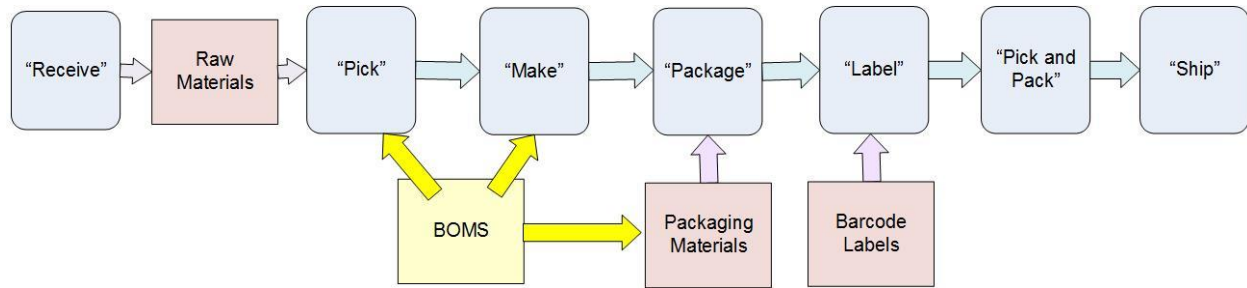 “Receive”
Raw
Materials
“Pick”
“Make”
“Package”
“Label”
“Pick and
Pack”
“Ship”
BOMS
Packaging
Materials
Barcode
Labels